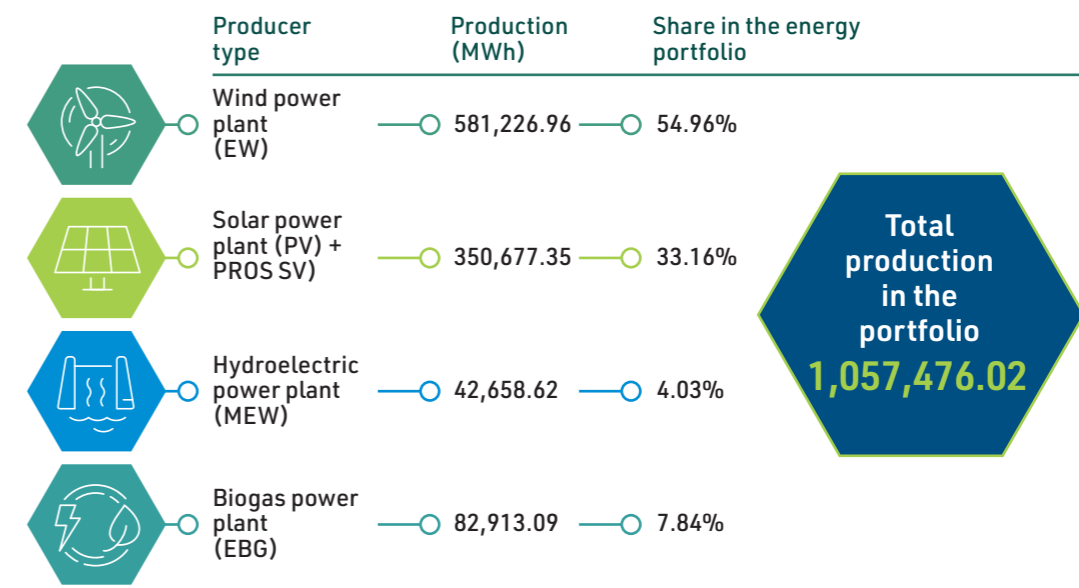 Producer
type
Production
(MWh)
Share in the energy
portfolio
Wind power
plant
(EW)
581,226.96
54.96%
Solar power
plant (PV) +
PROS SV)
350,677.35
33.16%
Hydroelectric
power plant
(MEW)
42,658.62
4.03%
Biogas power
plant
(EBG)
82,913.09
7.84%
Total
production
in the
portfolio
1,057,476.02